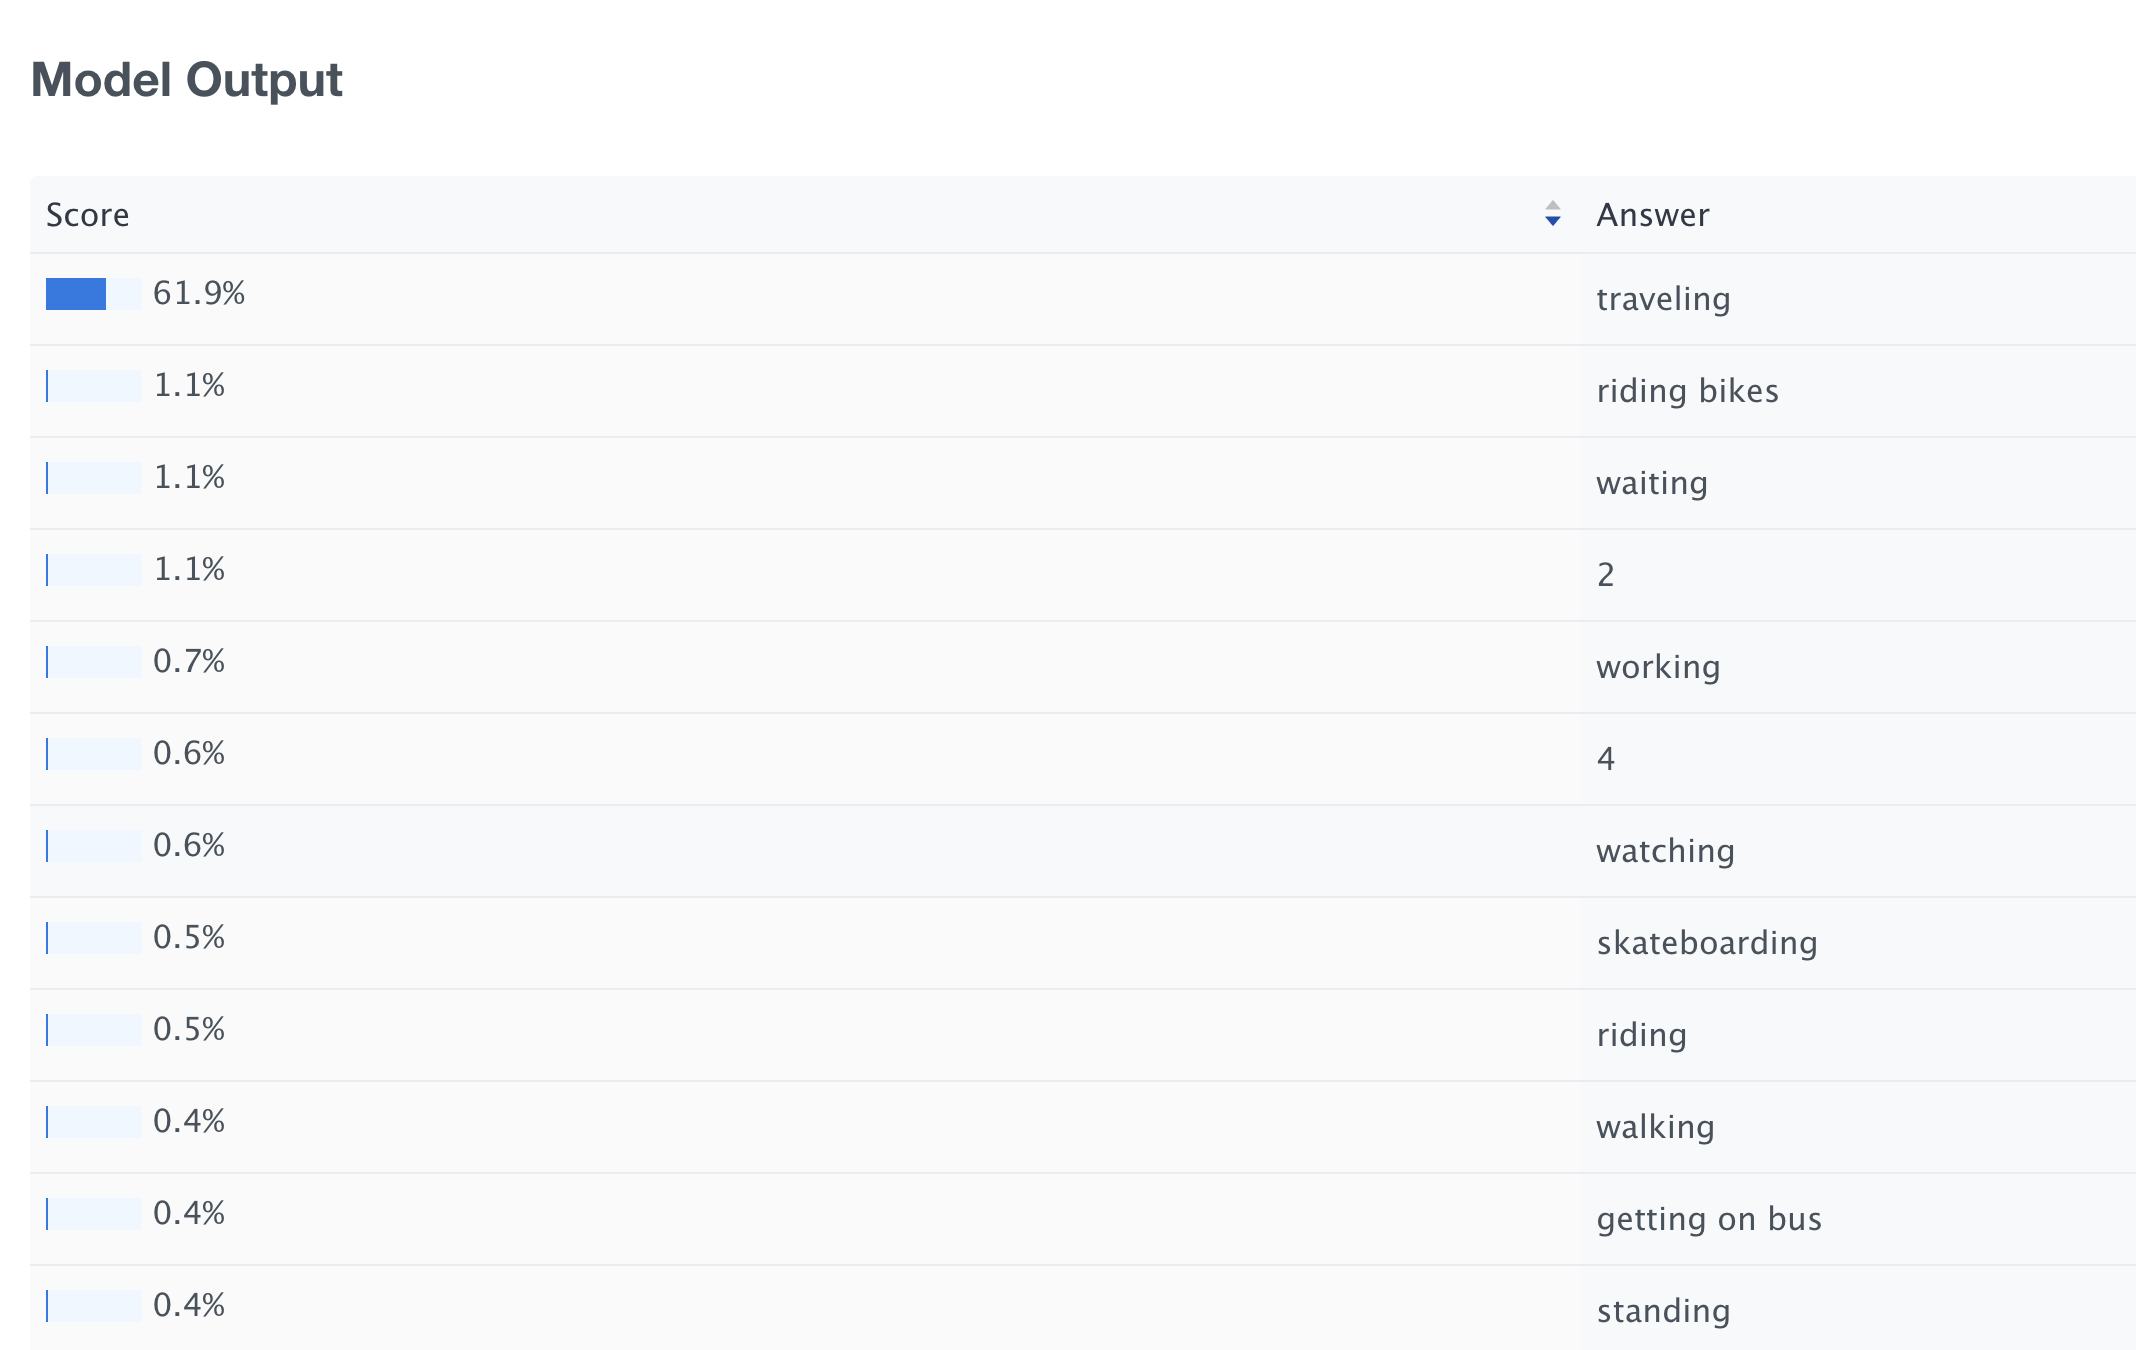 Model Output
Score Answer
61.9% traveling
1.1% riding bikes
1.1% waiting
1.1% 2
0.7% working
0.6% 4
0.6% watching
0.5% skateboarding
0.5% riding
0.4% walking
0.4% getting on bus
0.4% standing